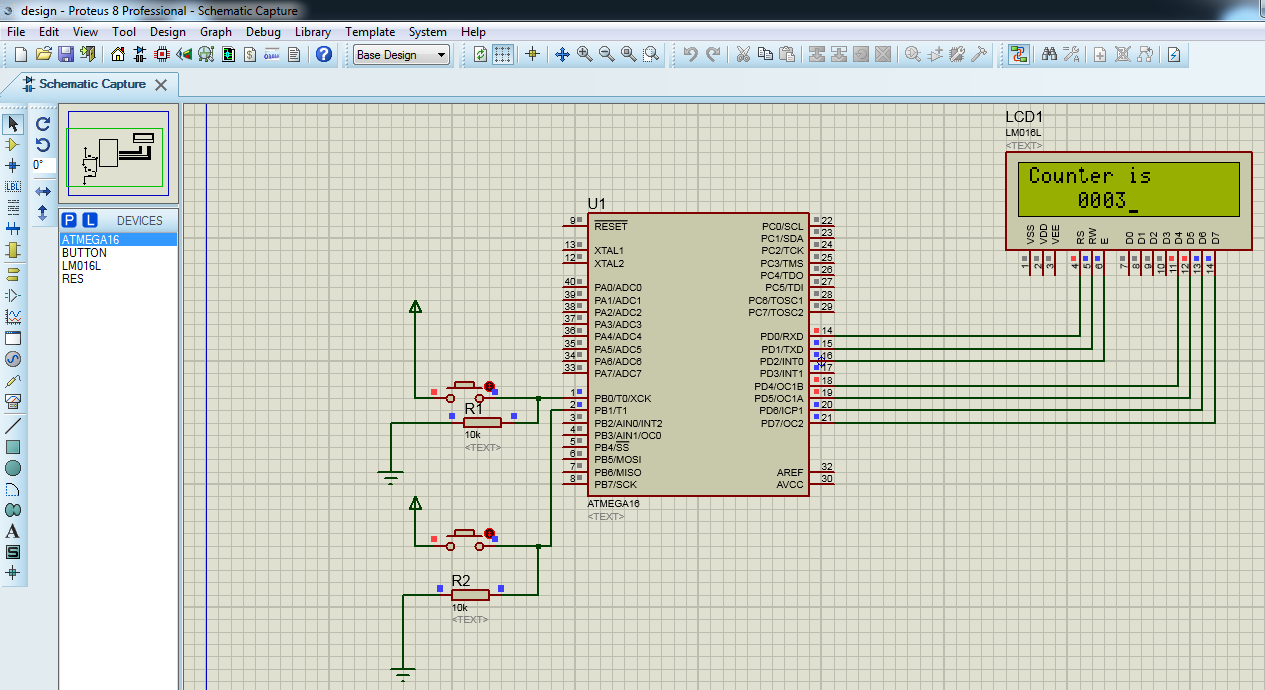 design - Proteus 8 Professional - Schematic Capture
File Edit View Tool Design Graph Debug Library Template System Help
Base Design
Schematic Capture
0°
LBL
P L DEVICES
ATMEGA16
BUTTON
LM016L
RES
A
S
LCD1
LM016L
<TEXT>
Counter is
0003_
VSS VDD VEE RS RW E D0 D1 D2 D3 D4 D5 D6 D7
1 2 3 4 5 6 7 8 9 10 11 12 13 14
U1
9 RESET PC0/SCL 22
PC1/SDA 23
13 XTAL1 PC2/TCK 24
12 XTAL2 PC3/TMS 25
PC4/TDO 26
40 PA0/ADC0 PC5/TDI 27
39 PA1/ADC1 PC6/TOSC1 28
38 PA2/ADC2 PC7/TOSC2 29
37 PA3/ADC3
36 PA4/ADC4 PD0/RXD 14
35 PA5/ADC5 PD1/TXD 15
34 PA6/ADC6 PD2/INT0 16
33 PA7/ADC7 PD3/INT1 17
PD4/OC1B 18
1 PB0/T0/XCK PD5/OC1A 19
2 PB1/T1 PD6/ICP1 20
3 PB2/AIN0/INT2 PD7/OC2 21
4 PB3/AIN1/OC0
5 PB4/SS
6 PB5/MOSI
7 PB6/MISO AREF 32
8 PB7/SCK AVCC 30
ATMEGA16
<TEXT>
R1
10k
<TEXT>
R2
10k
<TEXT>